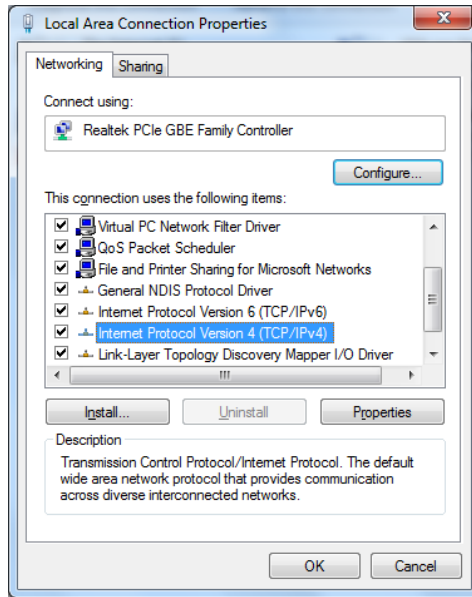 Local Area Connection Properties
Networking
Sharing
Connect using:
Realtek PCIe GBE Family Controller
Configure...
This connection uses the following items:
Virtual PC Network Filter Driver
QoS Packet Scheduler
File and Printer Sharing for Microsoft Networks
General NDIS Protocol Driver
Internet Protocol Version 6 (TCP/IPv6)
Internet Protocol Version 4 (TCP/IPv4)
Link-Layer Topology Discovery Mapper I/O Driver
Install...
Uninstall
Properties
Description
Transmission Control Protocol/Internet Protocol. The default
wide area network protocol that provides communication
across diverse interconnected networks.
OK
Cancel